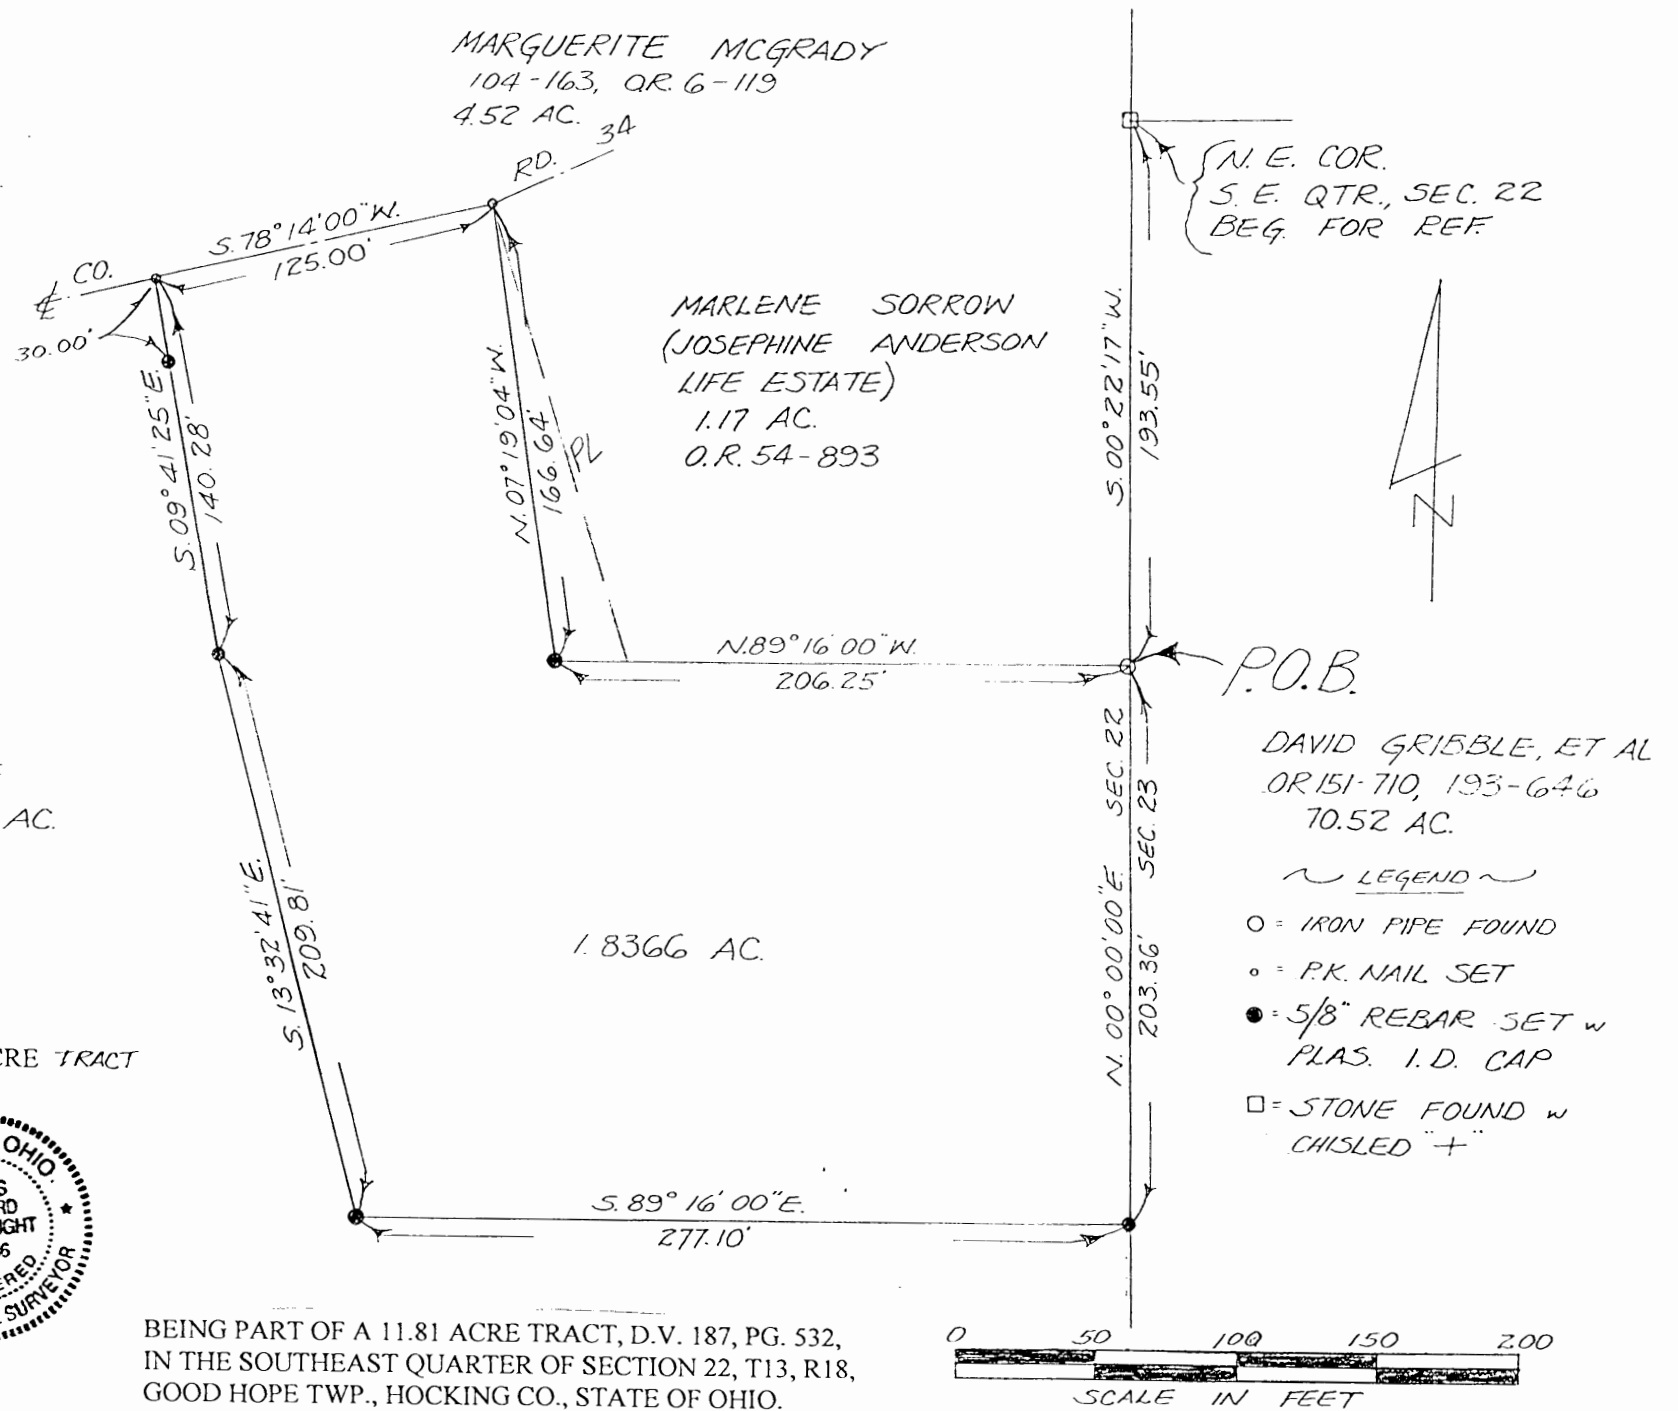 MARGUERITE MCGRADY
104-163, OR. 6-119
4.52 AC.
RD. 34
S. 78° 14' 00" W.
125.00'
CO.
30.00'
N. E. COR.
S. E. QTR., SEC. 22
BEG. FOR REF.
MARLENE SORROW
(JOSEPHINE ANDERSON
LIFE ESTATE)
1.17 AC.
O.R. 54-893
S. 00° 22' 17" W.
193.55'
N
S. 09° 41' 25" E.
140.28'
N. 07° 19' 04" W.
166.64'
PL
N. 89° 16' 00" W.
206.25'
P.O.B.
DAVID GRIBBLE, ET AL
OR 151-710, 193-646
70.52 AC.
AC.
SEC. 22
SEC. 23
N. 00° 00' 00" E.
203.36'
~ LEGEND ~
○ = IRON PIPE FOUND
o = P.K. NAIL SET
● = 5/8" REBAR SET w
PLAS. I.D. CAP
□ = STONE FOUND w
CHISLED "+"
S. 13° 32' 41" E.
209.81'
1.8366 AC.
CRE TRACT
OHIO
SURVEYOR
S. 89° 16' 00" E.
277.10'
BEING PART OF A 11.81 ACRE TRACT, D.V. 187, PG. 532,
IN THE SOUTHEAST QUARTER OF SECTION 22, T13, R18,
GOOD HOPE TWP., HOCKING CO., STATE OF OHIO.
0 50 100 150 200
SCALE IN FEET